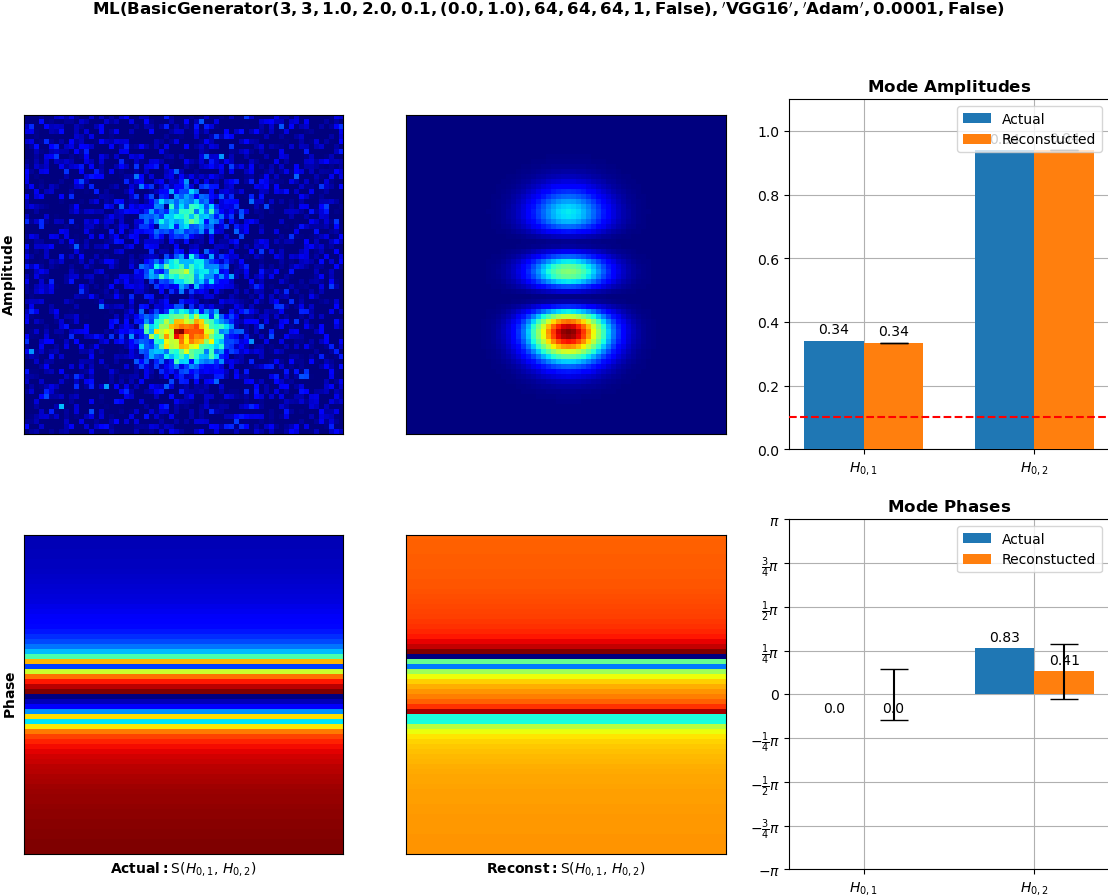 ML(BasicGenerator(3, 3, 1.0, 2.0, 0.1, (0.0, 1.0), 64, 64, 64, 1, False), ′VGG16′, ′Adam′, 0.0001, False)
Amplitude
Mode Amplitudes
Actual
Reconstucted
1.0
0.8
0.6
0.4
0.2
0.0
0.34
0.34
H0,1
H0,2
Phase
Actual: S(H0,1, H0,2)
Reconst: S(H0,1, H0,2)
Mode Phases
Actual
Reconstucted
π
3/4π
1/2π
1/4π
0
−1/4π
−1/2π
−3/4π
−π
0.0
0.0
0.83
0.41
H0,1
H0,2